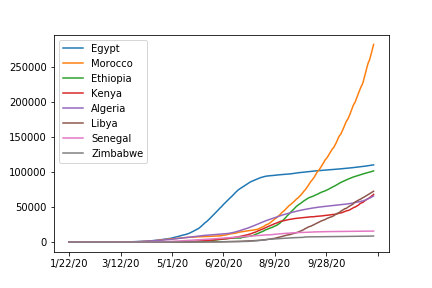 Egypt
Morocco
Ethiopia
Kenya
Algeria
Libya
Senegal
Zimbabwe
250000
200000
150000
100000
50000
0
1/22/20 3/12/20 5/1/20 6/20/20 8/9/20 9/28/20